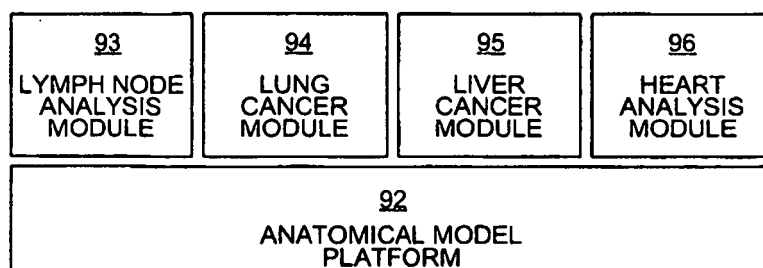 93
LYMPH NODE
ANALYSIS
MODULE
94
LUNG
CANCER
MODULE
95
LIVER
CANCER
MODULE
96
HEART
ANALYSIS
MODULE
92
ANATOMICAL MODEL
PLATFORM